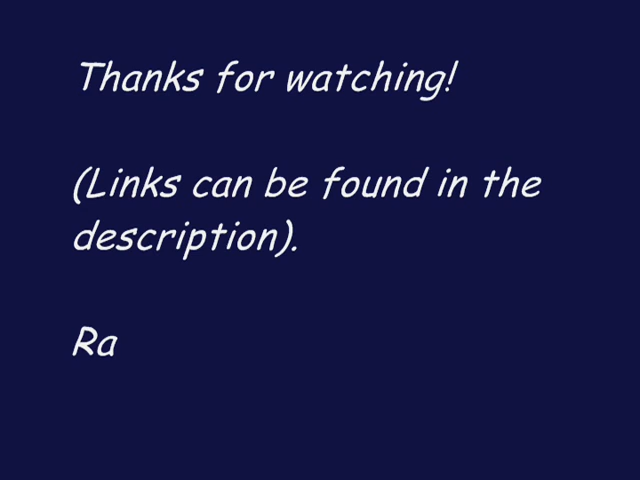 Thanks for watching!
(Links can be found in the
description).
Ra